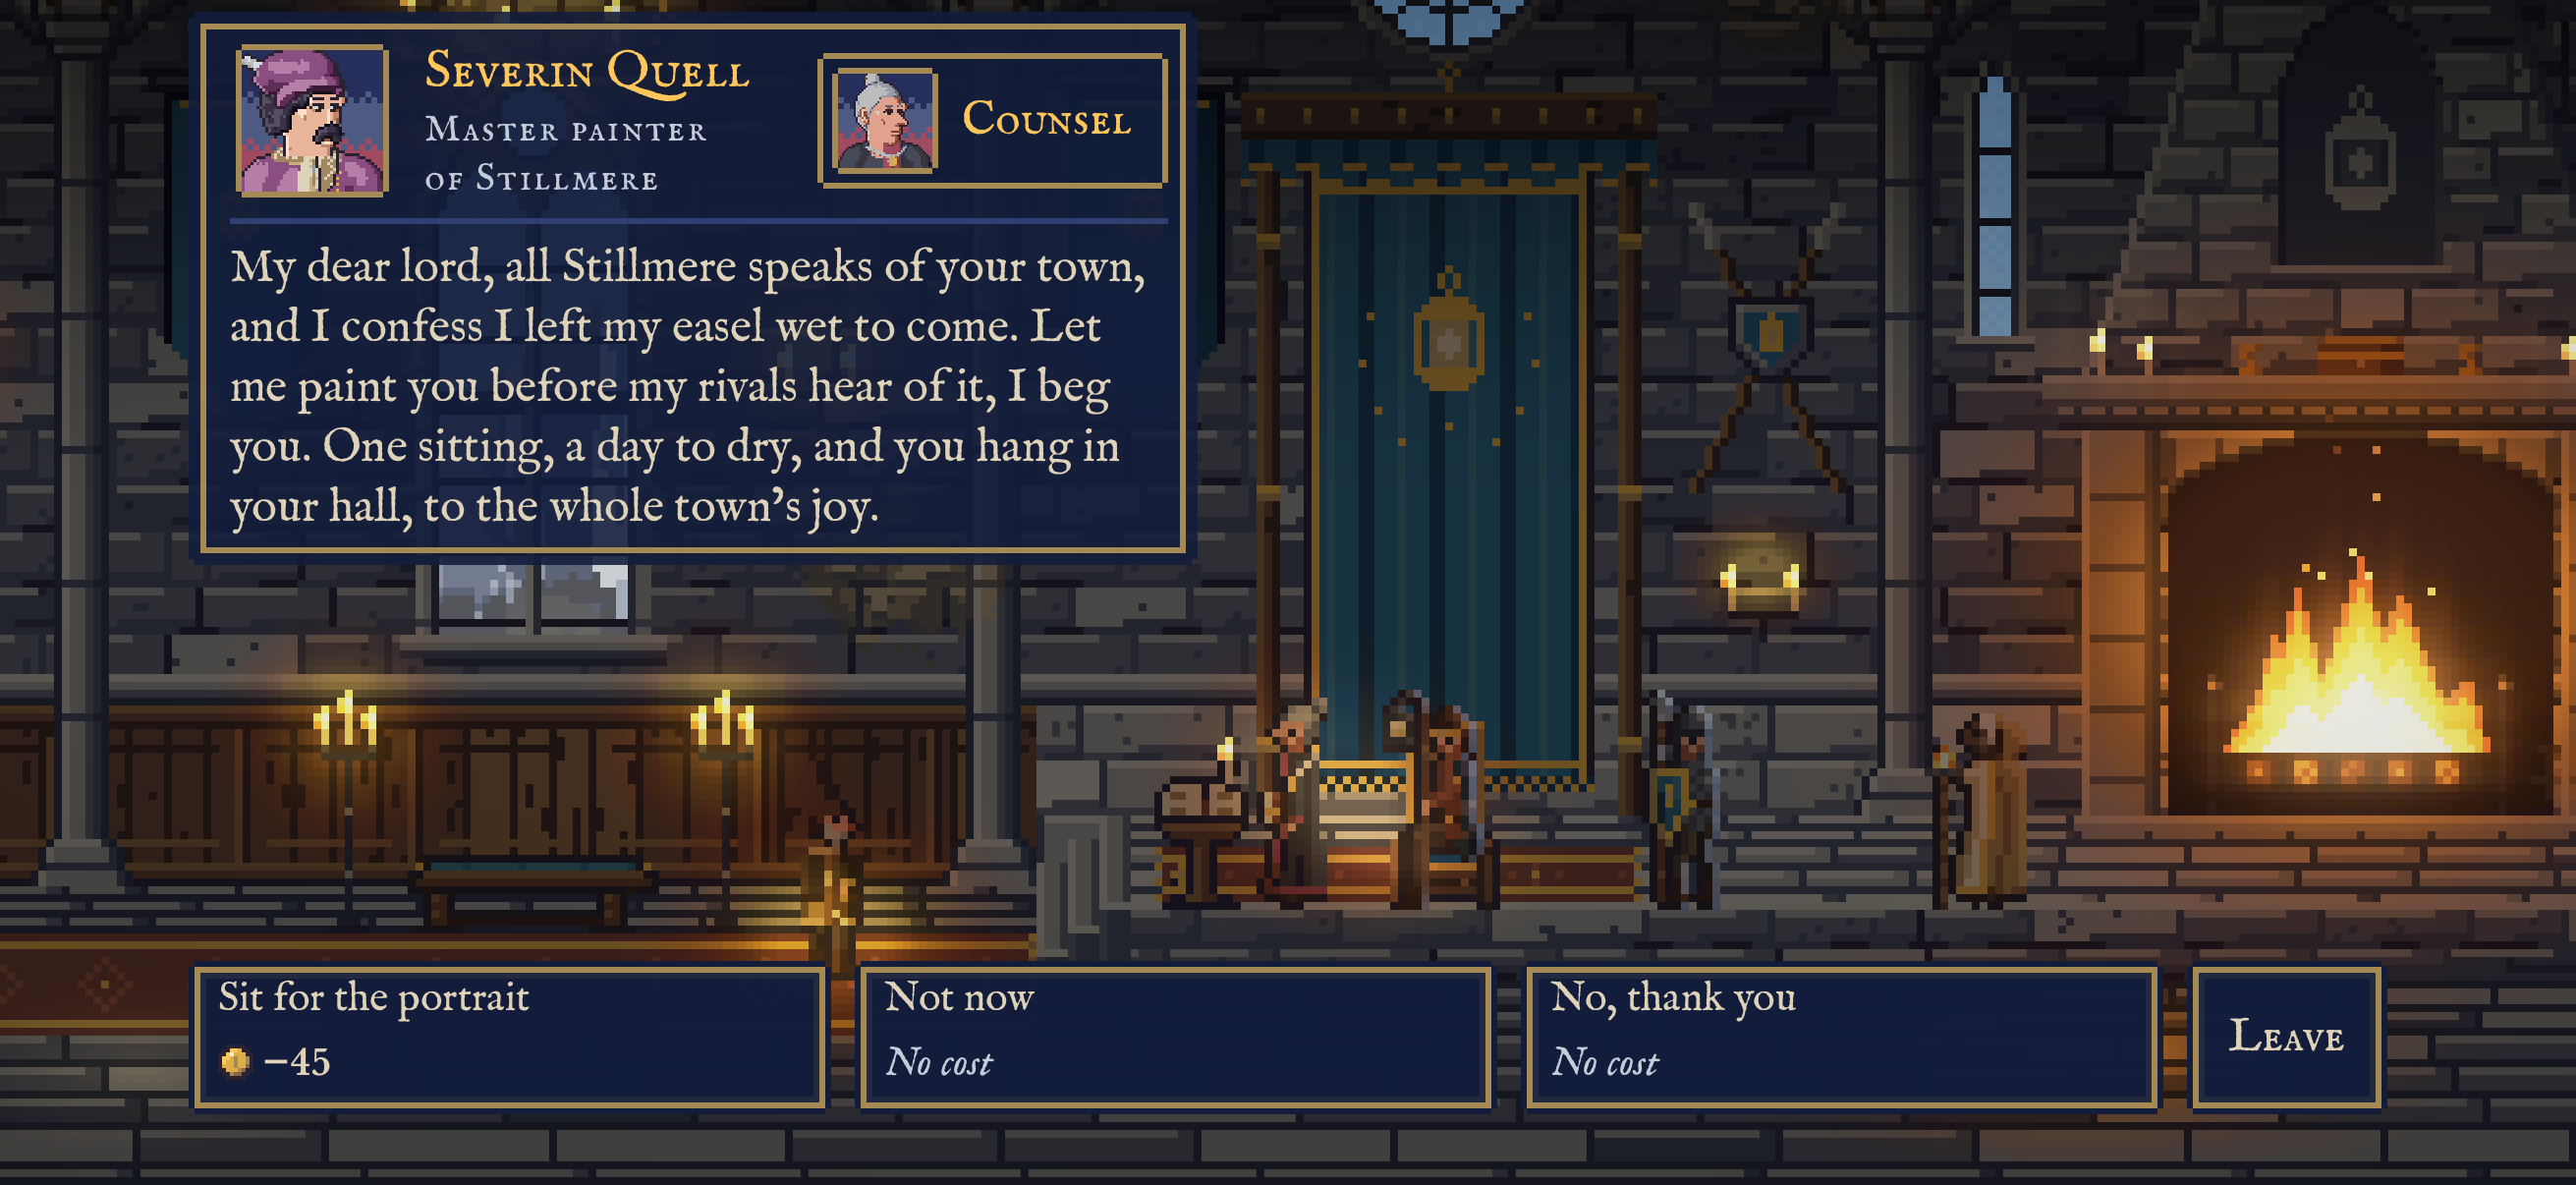 Severin Quell
Master painter
of Stillmere
Counsel
My dear lord, all Stillmere speaks of your town,
and I confess I left my easel wet to come. Let
me paint you before my rivals hear of it, I beg
you. One sitting, a day to dry, and you hang in
your hall, to the whole town’s joy.
Sit for the portrait
−45
Not now
No cost
No, thank you
No cost
Leave